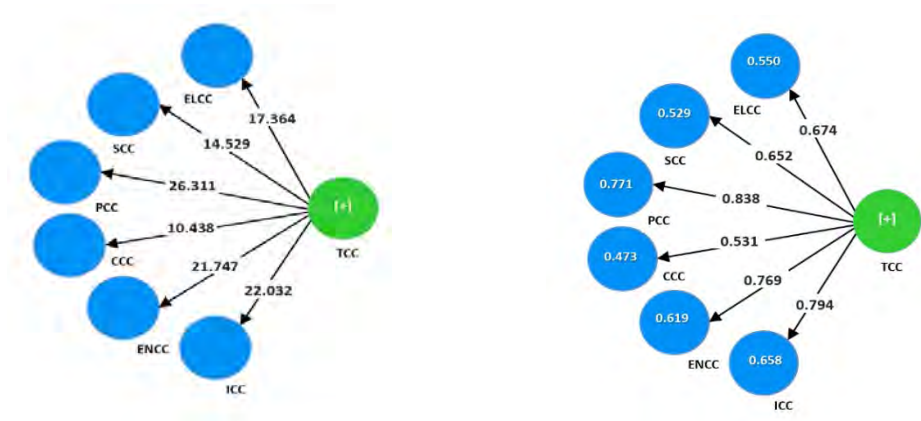 ELCC
17.364
SCC
14.529
PCC
26.311
[+]
TCC
CCC
10.438
21.747
ENCC
22.032
ICC
0.550
ELCC
0.674
0.529
SCC
0.652
0.771
PCC
0.838
[+]
TCC
0.473
CCC
0.531
0.769
0.619
ENCC
0.794
0.658
ICC